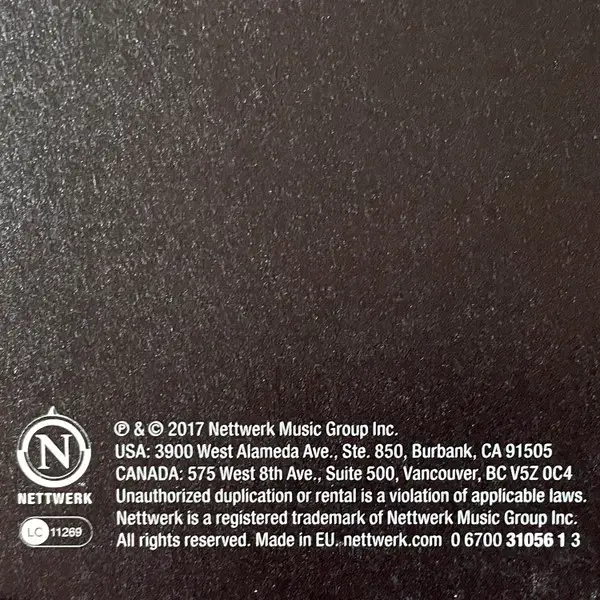 ℗ & © 2017 Nettwerk Music Group Inc.
USA: 3900 West Alameda Ave., Ste. 850, Burbank, CA 91505
CANADA: 575 West 8th Ave., Suite 500, Vancouver, BC V5Z 0C4
Unauthorized duplication or rental is a violation of applicable laws.
Nettwerk is a registered trademark of Nettwerk Music Group Inc.
All rights reserved. Made in EU. nettwerk.com 0 6700 31056 1 3
N
NETTWERK
LC 11269